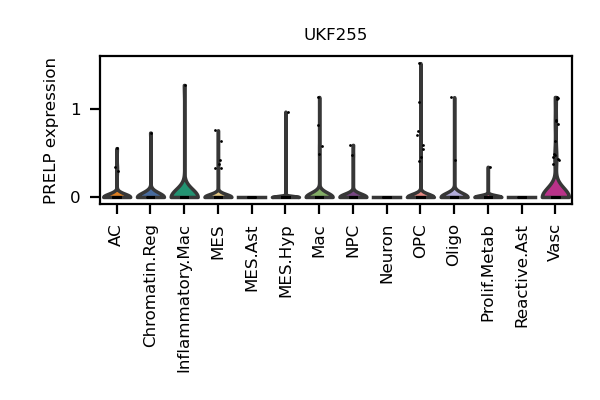 UKF255
PRELP expression
1
0
AC
Chromatin.Reg
Inflammatory.Mac
MES
MES.Ast
MES.Hyp
Mac
NPC
Neuron
OPC
Oligo
Prolif.Metab
Reactive.Ast
Vasc